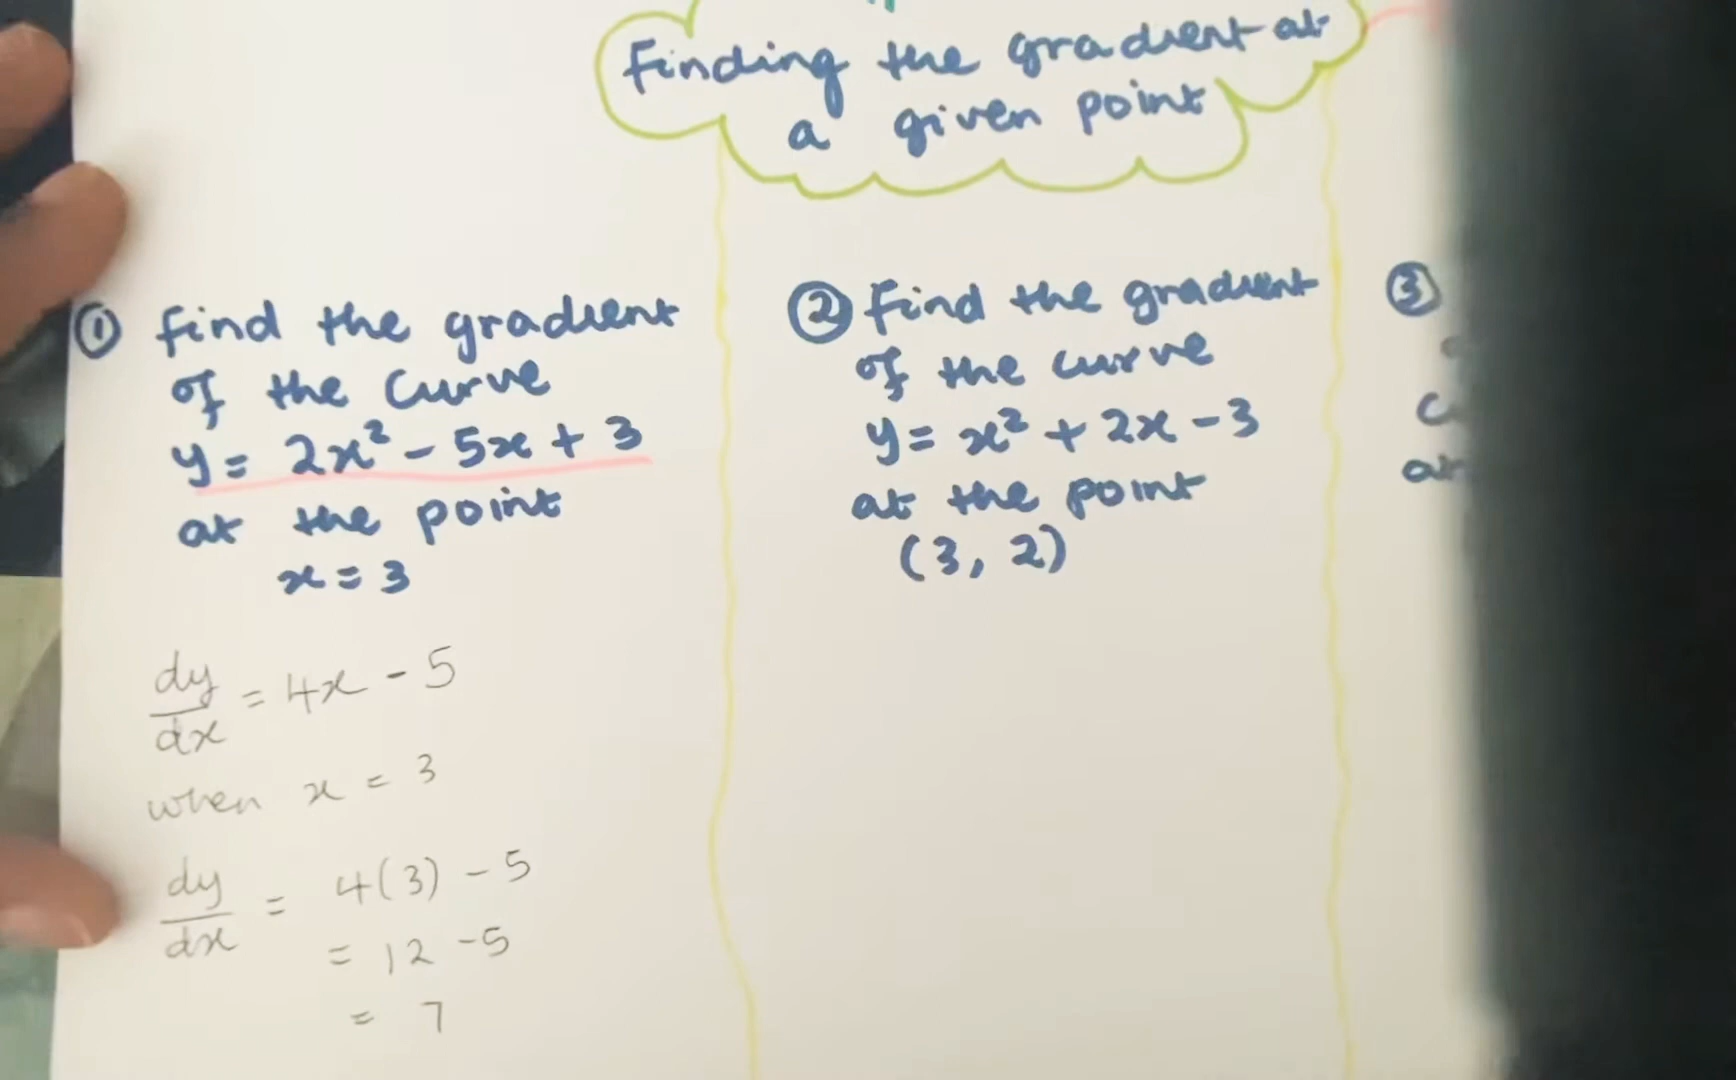 Finding the gradient at
a given point
① find the gradient
of the curve
y = 2x² - 5x + 3
at the point
x = 3
dy/dx = 4x - 5
when x = 3
dy/dx = 4(3) - 5
= 12 - 5
= 7
② find the gradient
of the curve
y = x² + 2x - 3
at the point
(3, 2)
③